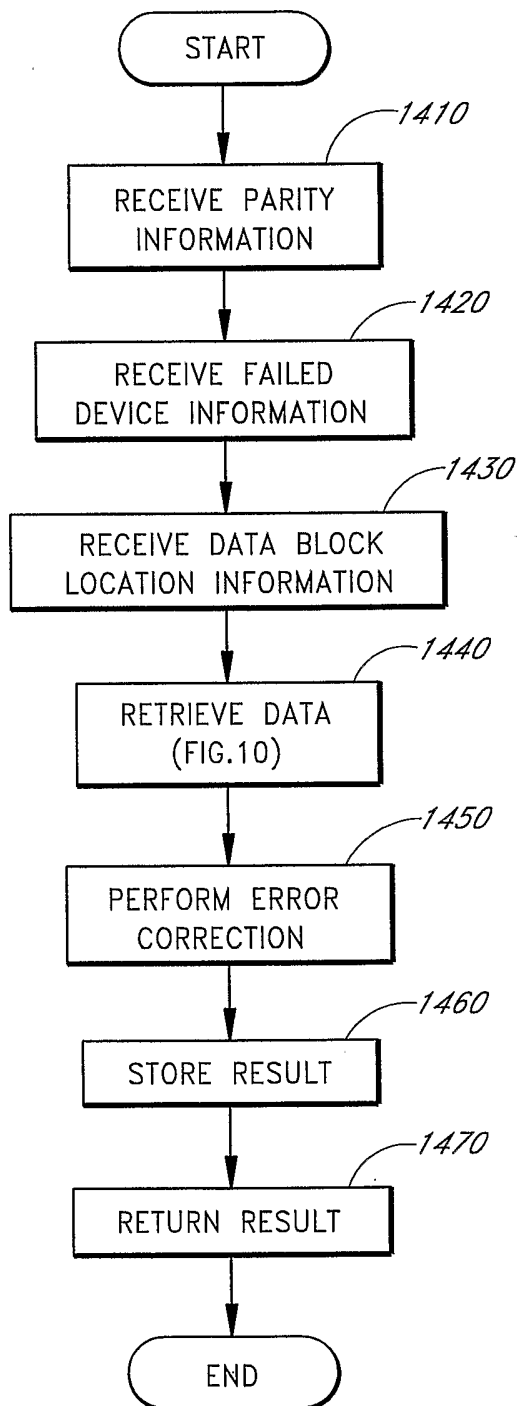 START
1410
RECEIVE PARITY
INFORMATION
1420
RECEIVE FAILED
DEVICE INFORMATION
1430
RECEIVE DATA BLOCK
LOCATION INFORMATION
1440
RETRIEVE DATA
(FIG.10)
1450
PERFORM ERROR
CORRECTION
1460
STORE RESULT
1470
RETURN RESULT
END